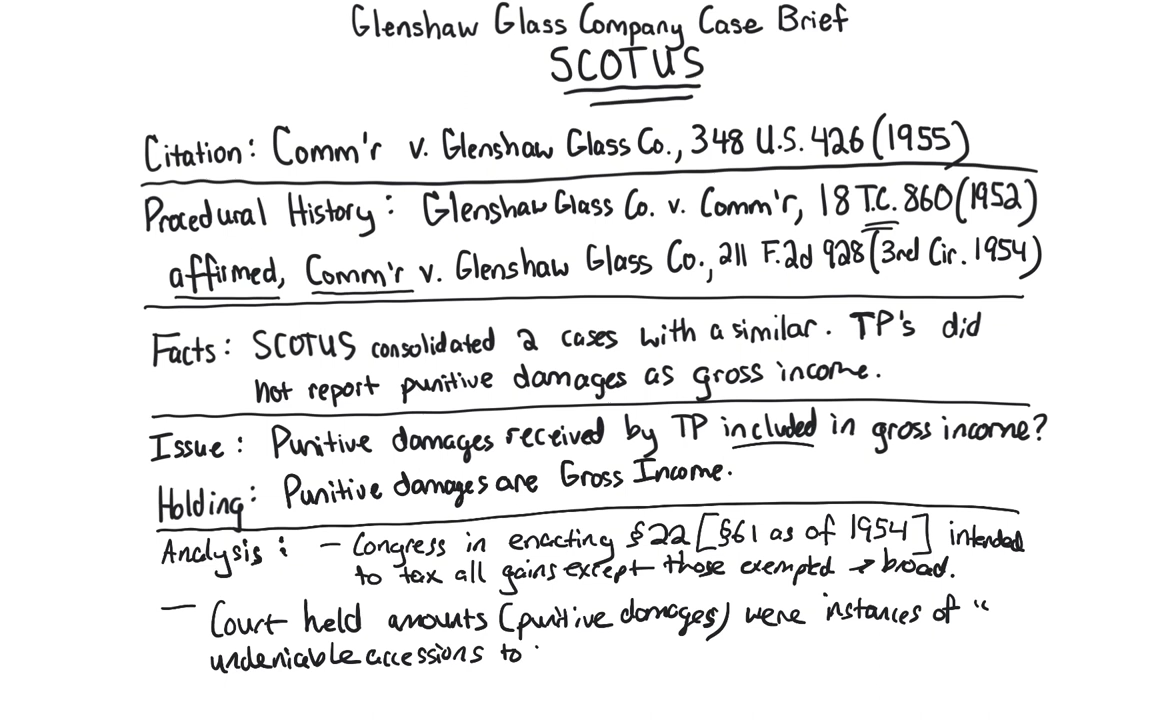 Glenshaw Glass Company Case Brief
SCOTUS
Citation: Comm'r v. Glenshaw Glass Co., 348 U.S. 426 (1955)
Procedural History: Glenshaw Glass Co. v. Comm'r, 18 T.C. 860 (1952)
affirmed, Comm'r v. Glenshaw Glass Co., 211 F.2d 928 (3rd Cir. 1954)
Facts: SCOTUS consolidated 2 cases with a similar. TP's did
not report punitive damages as gross income.
Issue: Punitive damages received by TP included in gross income?
Holding: Punitive damages are Gross Income.
Analysis: - Congress in enacting §22 [§61 as of 1954] intended
to tax all gains except those exempted → broad.
- Court held amounts (punitive damages) were instances of "
undeniable accessions to